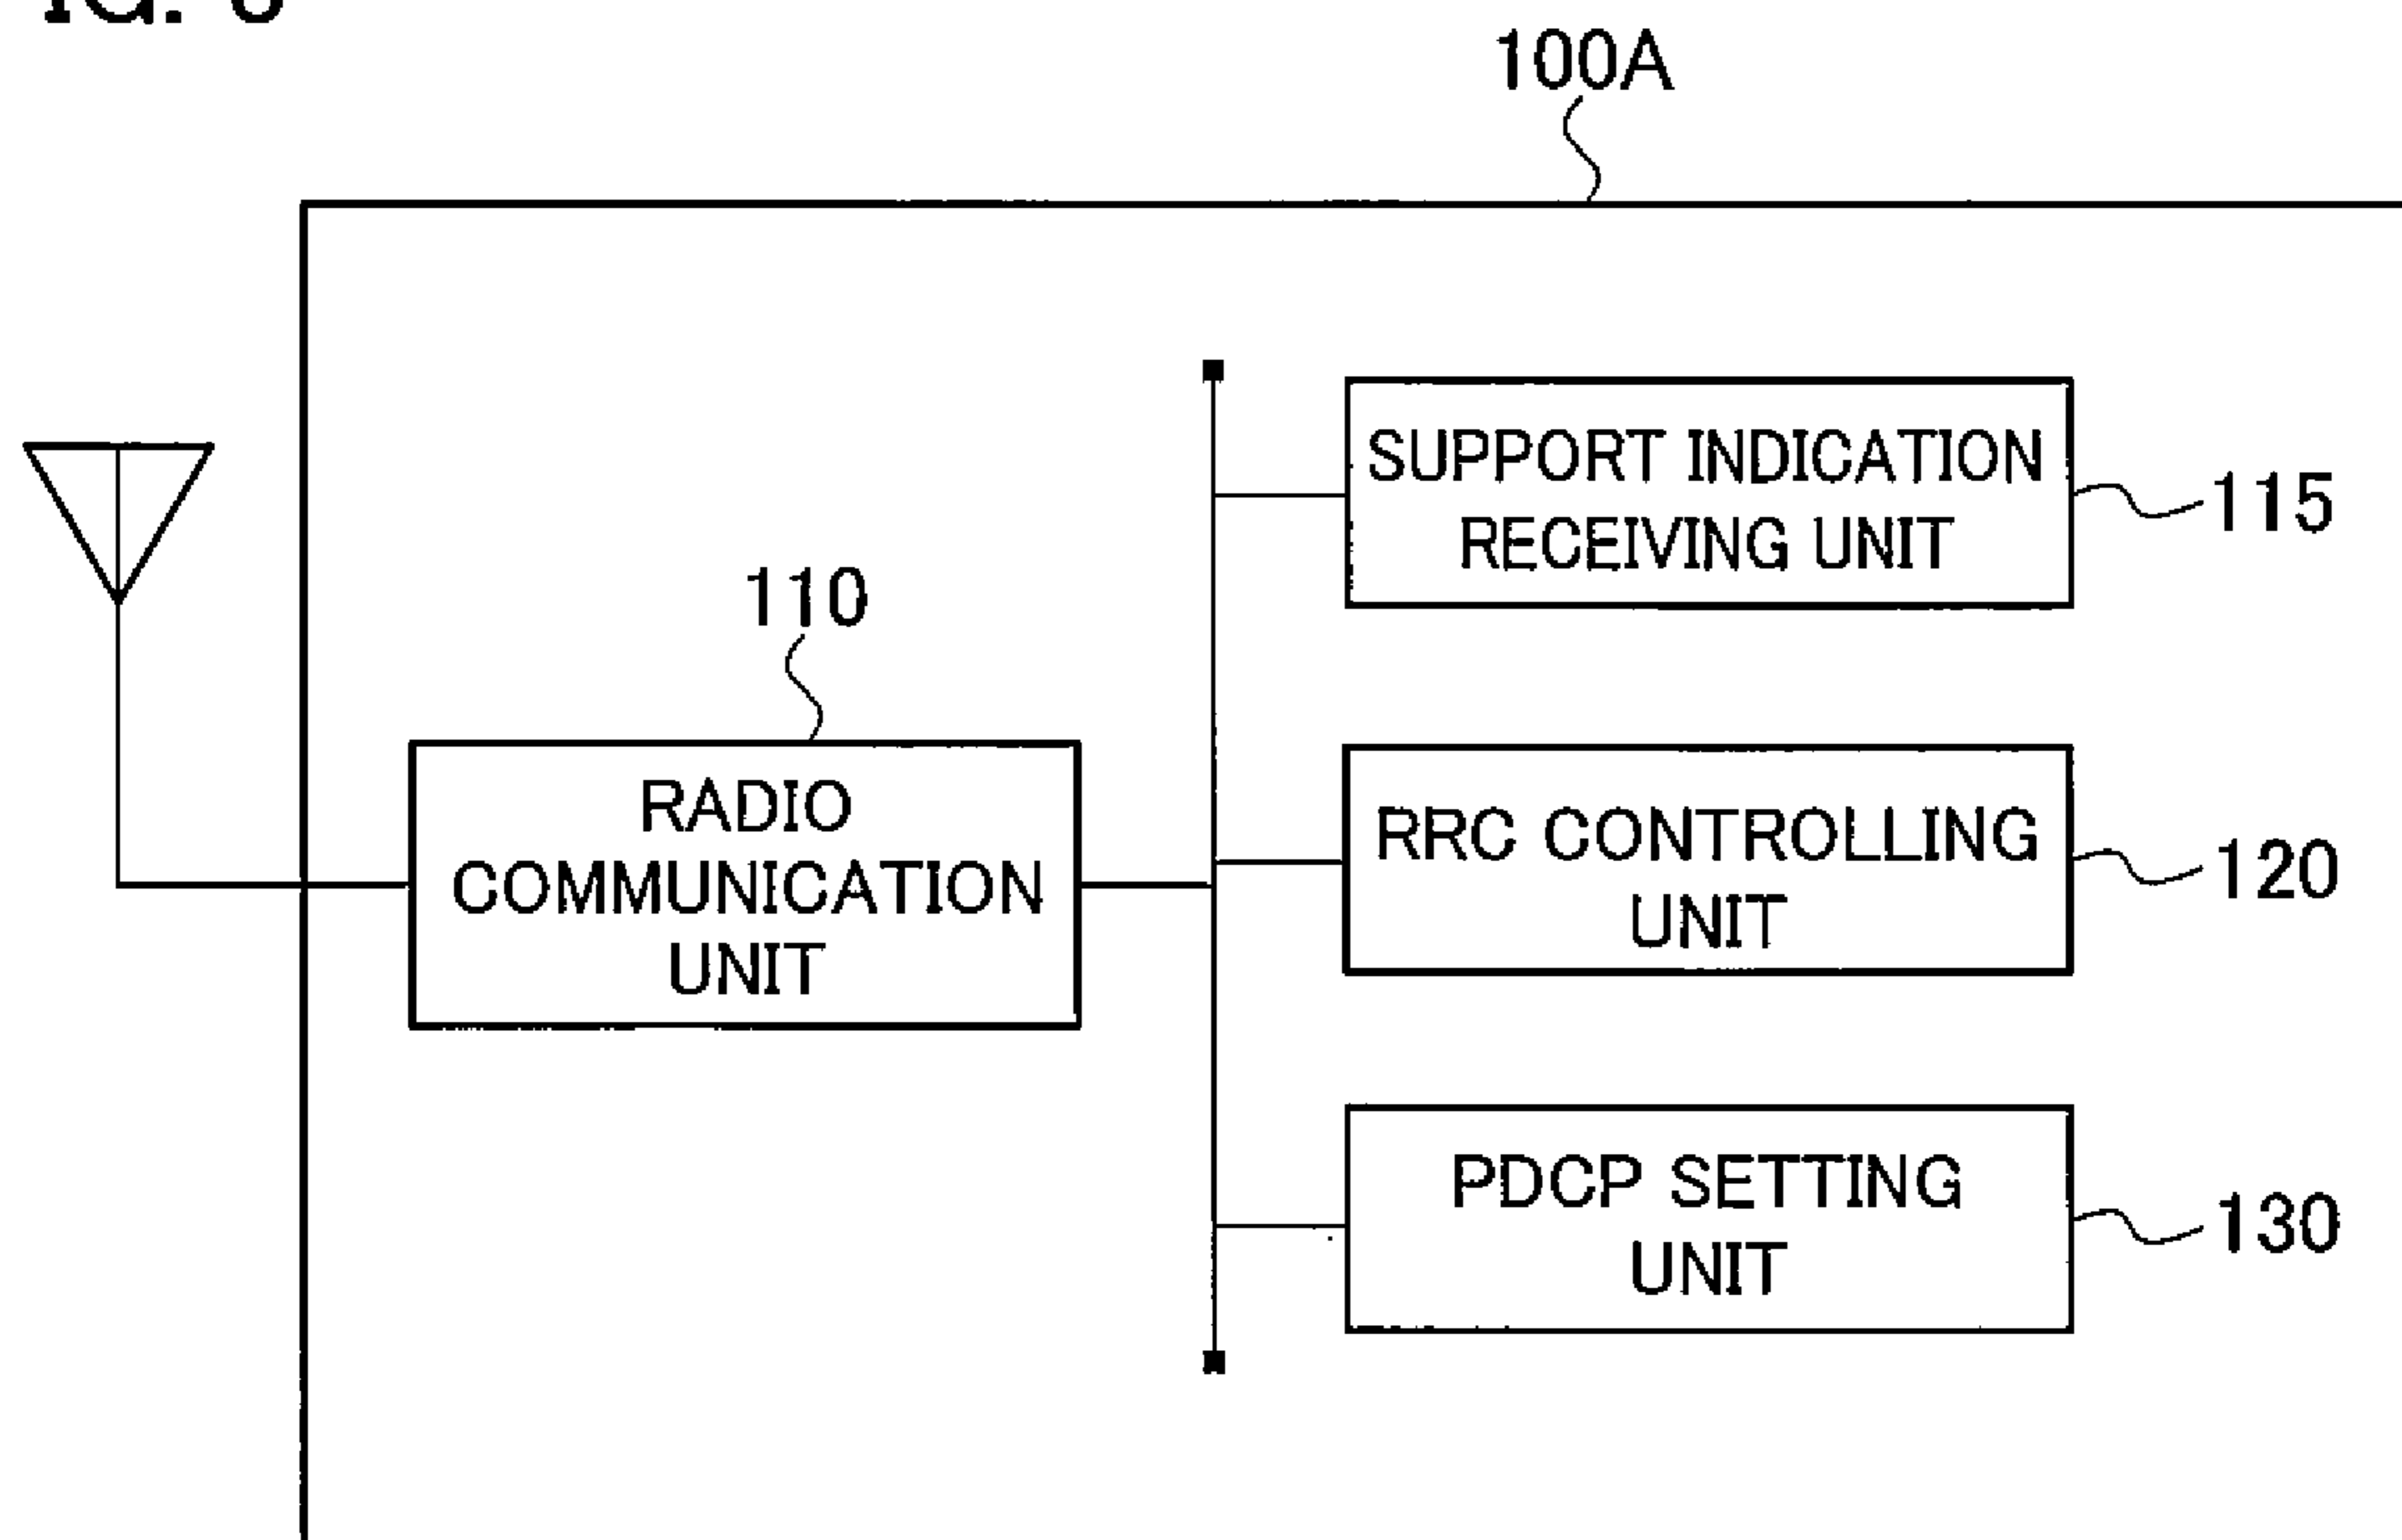 100A
SUPPORT INDICATION
RECEIVING UNIT
115
110
RADIO
COMMUNICATION
UNIT
RRC CONTROLLING
UNIT
120
PDCP SETTING
UNIT
130